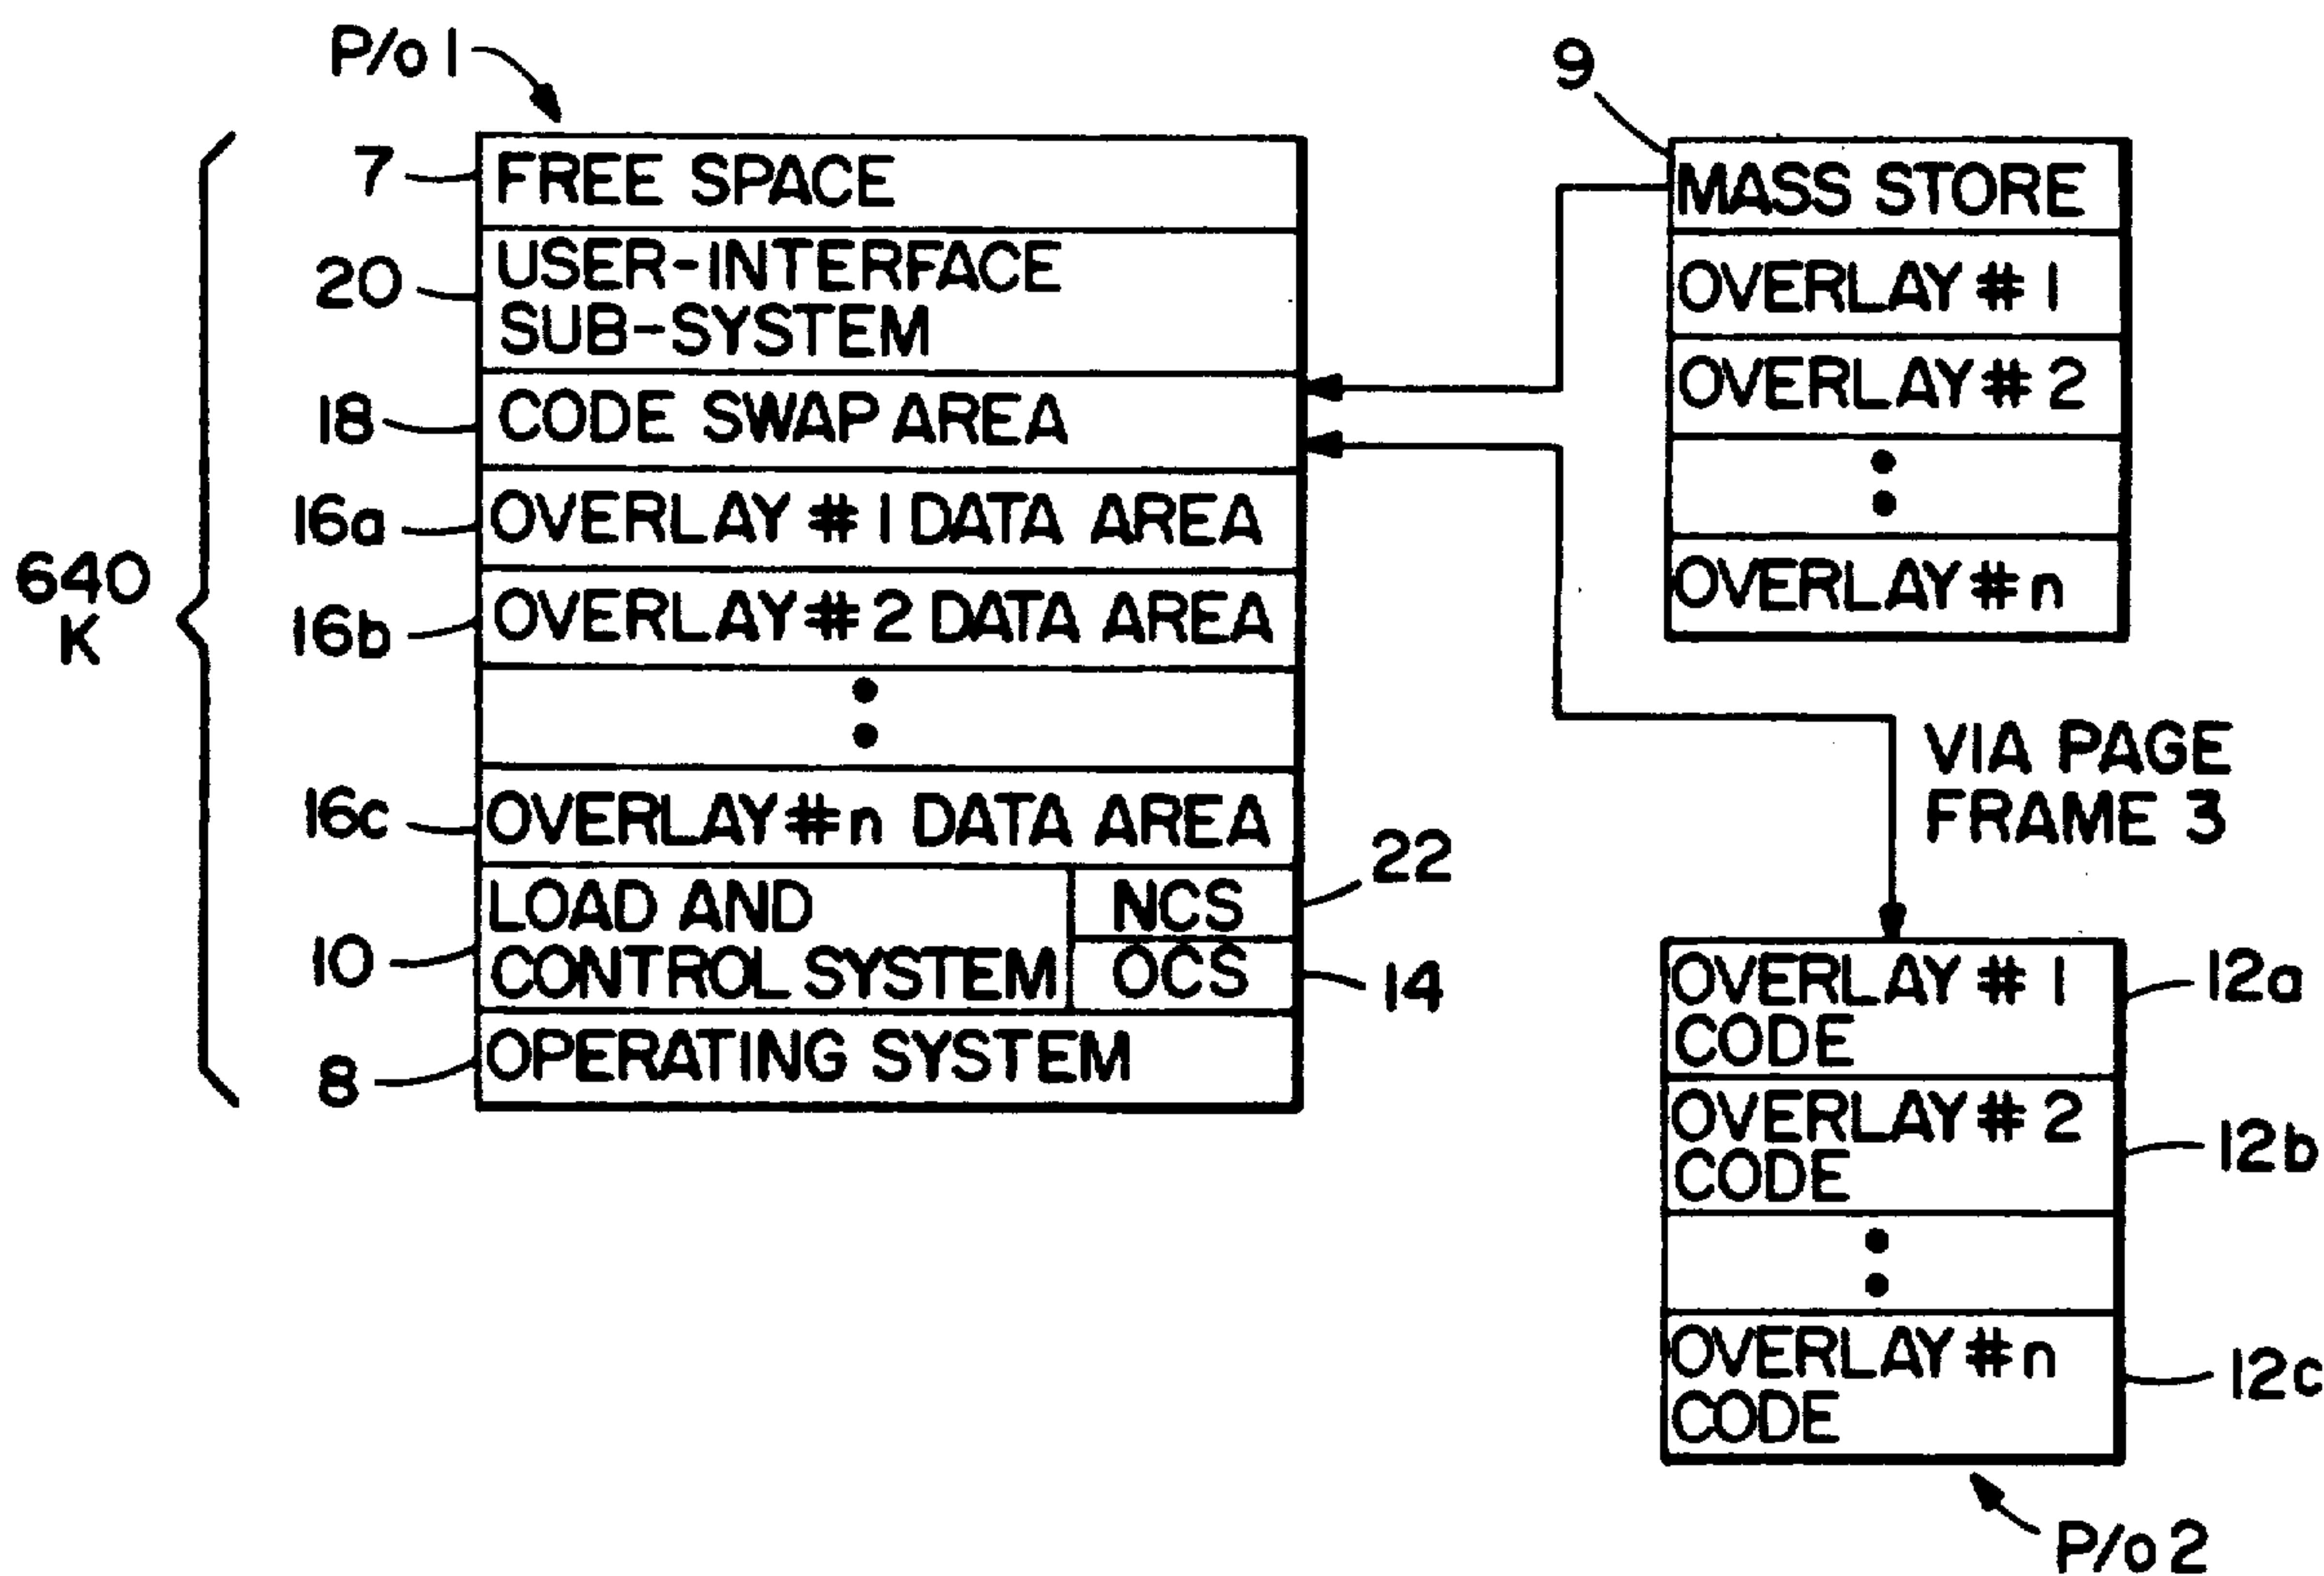 P/o 1
7
FREE SPACE
20
USER-INTERFACE
SUB-SYSTEM
18
CODE SWAP AREA
16a
OVERLAY # 1 DATA AREA
640
K
16b
OVERLAY # 2 DATA AREA
16c
OVERLAY # n DATA AREA
10
LOAD AND
CONTROL SYSTEM
NCS
22
OCS
14
8
OPERATING SYSTEM
9
MASS STORE
OVERLAY # 1
OVERLAY # 2
OVERLAY # n
VIA PAGE
FRAME 3
OVERLAY # 1
CODE
12a
OVERLAY # 2
CODE
12b
OVERLAY # n
CODE
12c
P/o 2